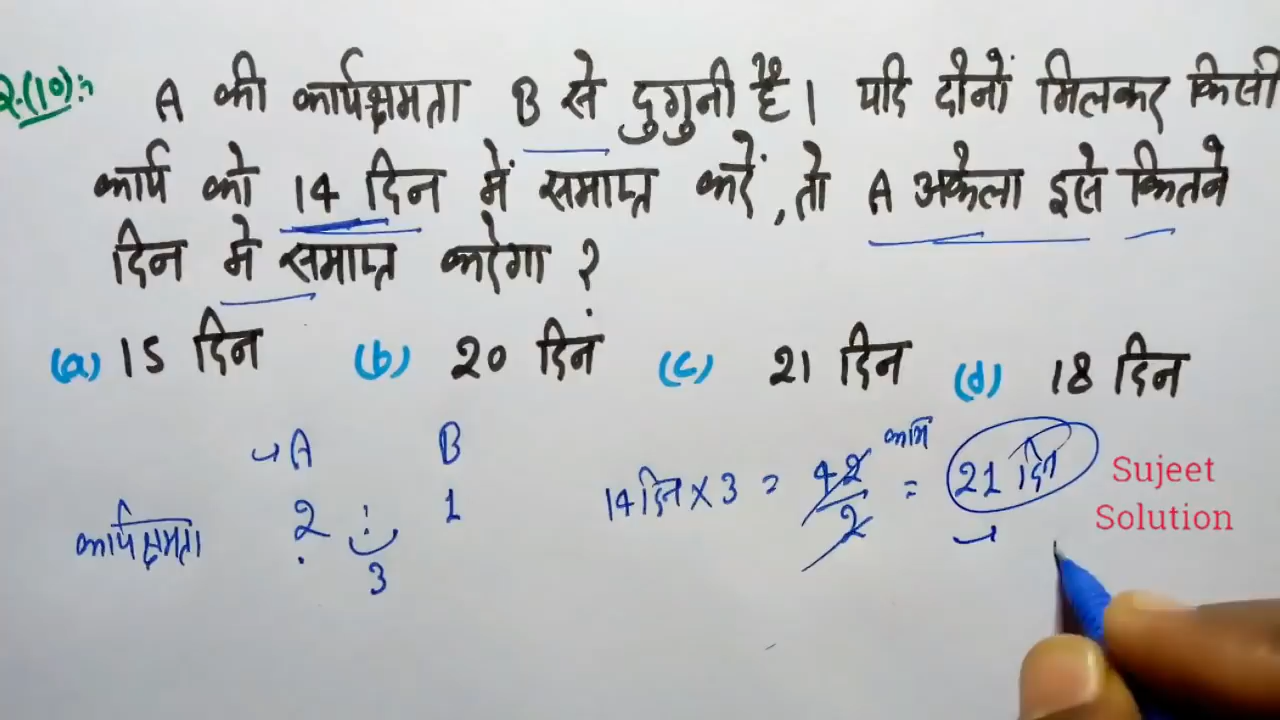 Q.(10):- A की कार्यक्षमता B से दुगुनी है। यदि दोनों मिलकर किसी
कार्य को 14 दिन में समाप्त करें, तो A अकेला इसे कितने
दिन में समाप्त करेगा ?
(a) 15 दिन (b) 20 दिन (c) 21 दिन (d) 18 दिन
A B
कार्यक्षमता 2 : 1
3
14 दिन × 3 = 42 कार्य / 2 = 21 दिन
Sujeet
Solution